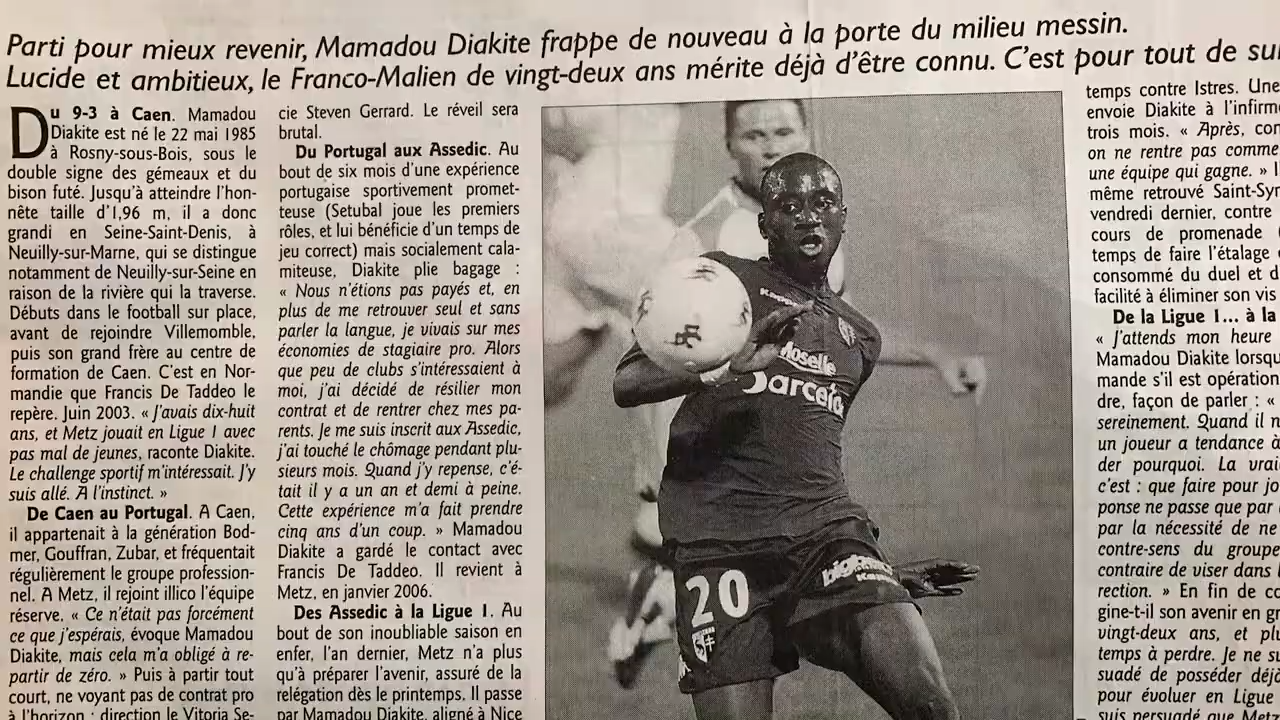 Parti pour mieux revenir, Mamadou Diakite frappe de nouveau à la porte du milieu messin.
Lucide et ambitieux, le Franco-Malien de vingt-deux ans mérite déjà d'être connu. C'est pour tout de sui
Du 9-3 à Caen. Mamadou
Diakite est né le 22 mai 1985
à Rosny-sous-Bois, sous le
double signe des gémeaux et du
bison futé. Jusqu'à atteindre l'hon-
nête taille d'1,96 m, il a donc
grandi en Seine-Saint-Denis, à
Neuilly-sur-Marne, qui se distingue
notamment de Neuilly-sur-Seine en
raison de la rivière qui la traverse.
Débuts dans le football sur place,
avant de rejoindre Villemomble,
puis son grand frère au centre de
formation de Caen. C'est en Nor-
mandie que Francis De Taddeo le
repère. Juin 2003. « J'avais dix-huit
ans, et Metz jouait en Ligue 1 avec
pas mal de jeunes, raconte Diakite.
Le challenge sportif m'intéressait. J'y
suis allé. A l'instinct. »
De Caen au Portugal. A Caen,
il appartenait à la génération Bod-
mer, Gouffran, Zubar, et fréquentait
régulièrement le groupe profession-
nel. A Metz, il rejoint illico l'équipe
réserve. « Ce n'était pas forcément
ce que j'espérais, évoque Mamadou
Diakite, mais cela m'a obligé à re-
partir de zéro. » Puis à partir tout
court, ne voyant pas de contrat pro
à l'horizon : direction le Vitoria Se-
cie Steven Gerrard. Le réveil sera
brutal.
Du Portugal aux Assedic. Au
bout de six mois d'une expérience
portugaise sportivement promet-
teuse (Setubal joue les premiers
rôles, et lui bénéficie d'un temps de
jeu correct) mais socialement cala-
miteuse, Diakite plie bagage :
« Nous n'étions pas payés et, en
plus de me retrouver seul et sans
parler la langue, je vivais sur mes
économies de stagiaire pro. Alors
que peu de clubs s'intéressaient à
moi, j'ai décidé de résilier mon
contrat et de rentrer chez mes pa-
rents. Je me suis inscrit aux Assedic,
j'ai touché le chômage pendant plu-
sieurs mois. Quand j'y repense, c'é-
tait il y a un an et demi à peine.
Cette expérience m'a fait prendre
cinq ans d'un coup. » Mamadou
Diakite a gardé le contact avec
Francis De Taddeo. Il revient à
Metz, en janvier 2006.
Des Assedic à la Ligue 1. Au
bout de son inoubliable saison en
enfer, l'an dernier, Metz n'a plus
qu'à préparer l'avenir, assuré de la
relégation dès le printemps. Il passe
par Mamadou Diakite, aligné à Nice
Kappa
Moselle
barcela
20
Kappa
temps contre Istres. Une
envoie Diakite à l'infirme
trois mois. « Après, con
on ne rentre pas comme
une équipe qui gagne. » I
même retrouvé Saint-Syn
vendredi dernier, contre
cours de promenade
temps de faire l'étalage
consommé du duel et d
facilité à éliminer son vis
De la Ligue 1... à la
« J'attends mon heure
Mamadou Diakite lorsqu
mande s'il est opération
dre, façon de parler : «
sereinement. Quand il n
un joueur a tendance à
der pourquoi. La vrai
c'est : que faire pour jo
ponse ne passe que par
par la nécessité de ne
contre-sens du groupe
contraire de viser dans l
rection. » En fin de co
gine-t-il son avenir en gr
vingt-deux ans, et plu
temps à perdre. Je ne su
suadé de posséder déjà
pour évoluer en Ligue
suis persuadé que Metz